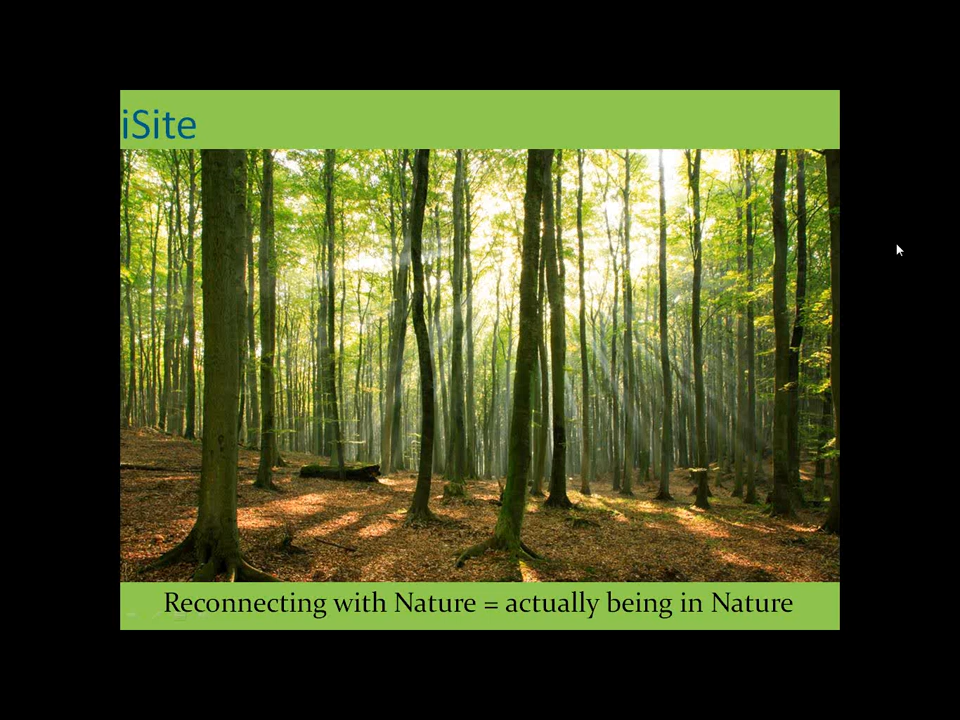 iSite
Reconnecting with Nature = actually being in Nature